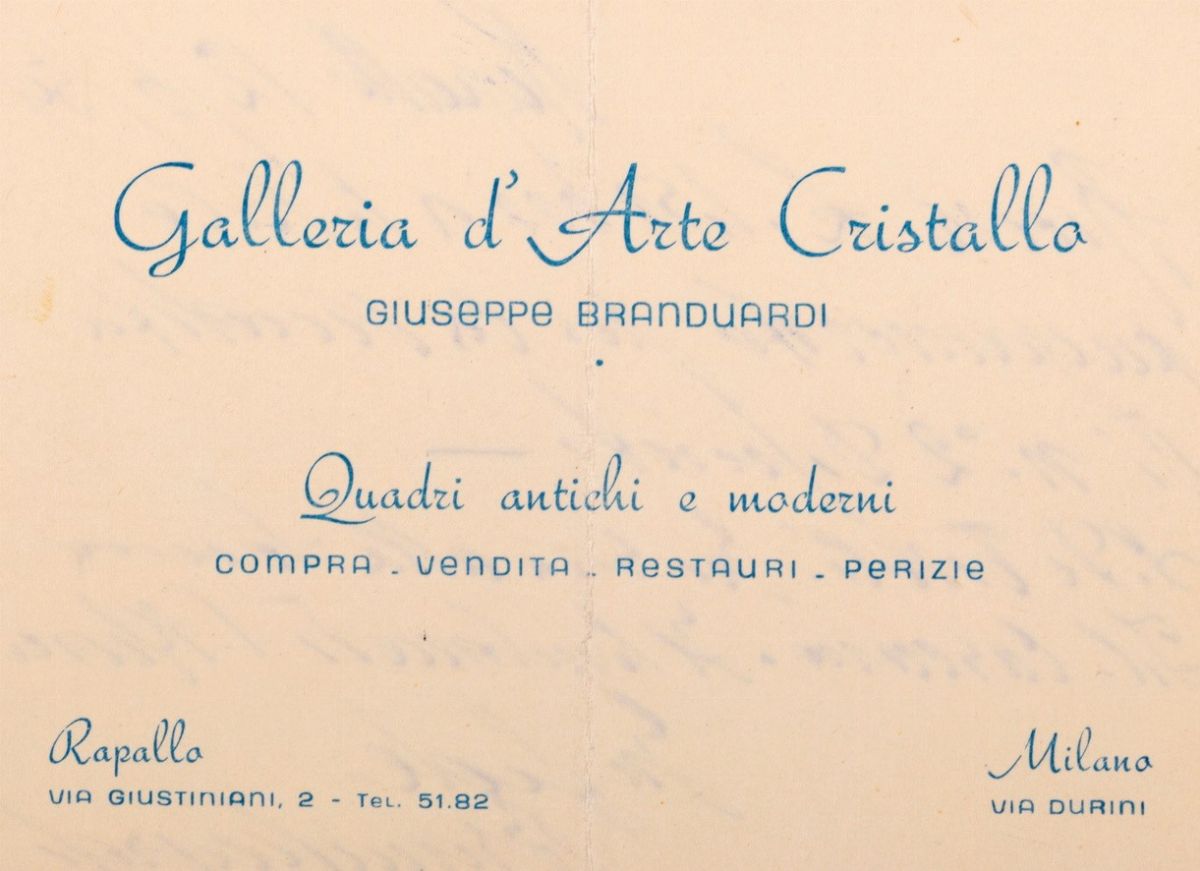 Galleria d'Arte Cristallo
GIUSEPPE BRANDUARDI
Quadri antichi e moderni
COMPRA - VENDITA - RESTAURI - PERIZIE
Rapallo
VIA GIUSTINIANI, 2 - TEL. 51.82
Milano
VIA DURINI